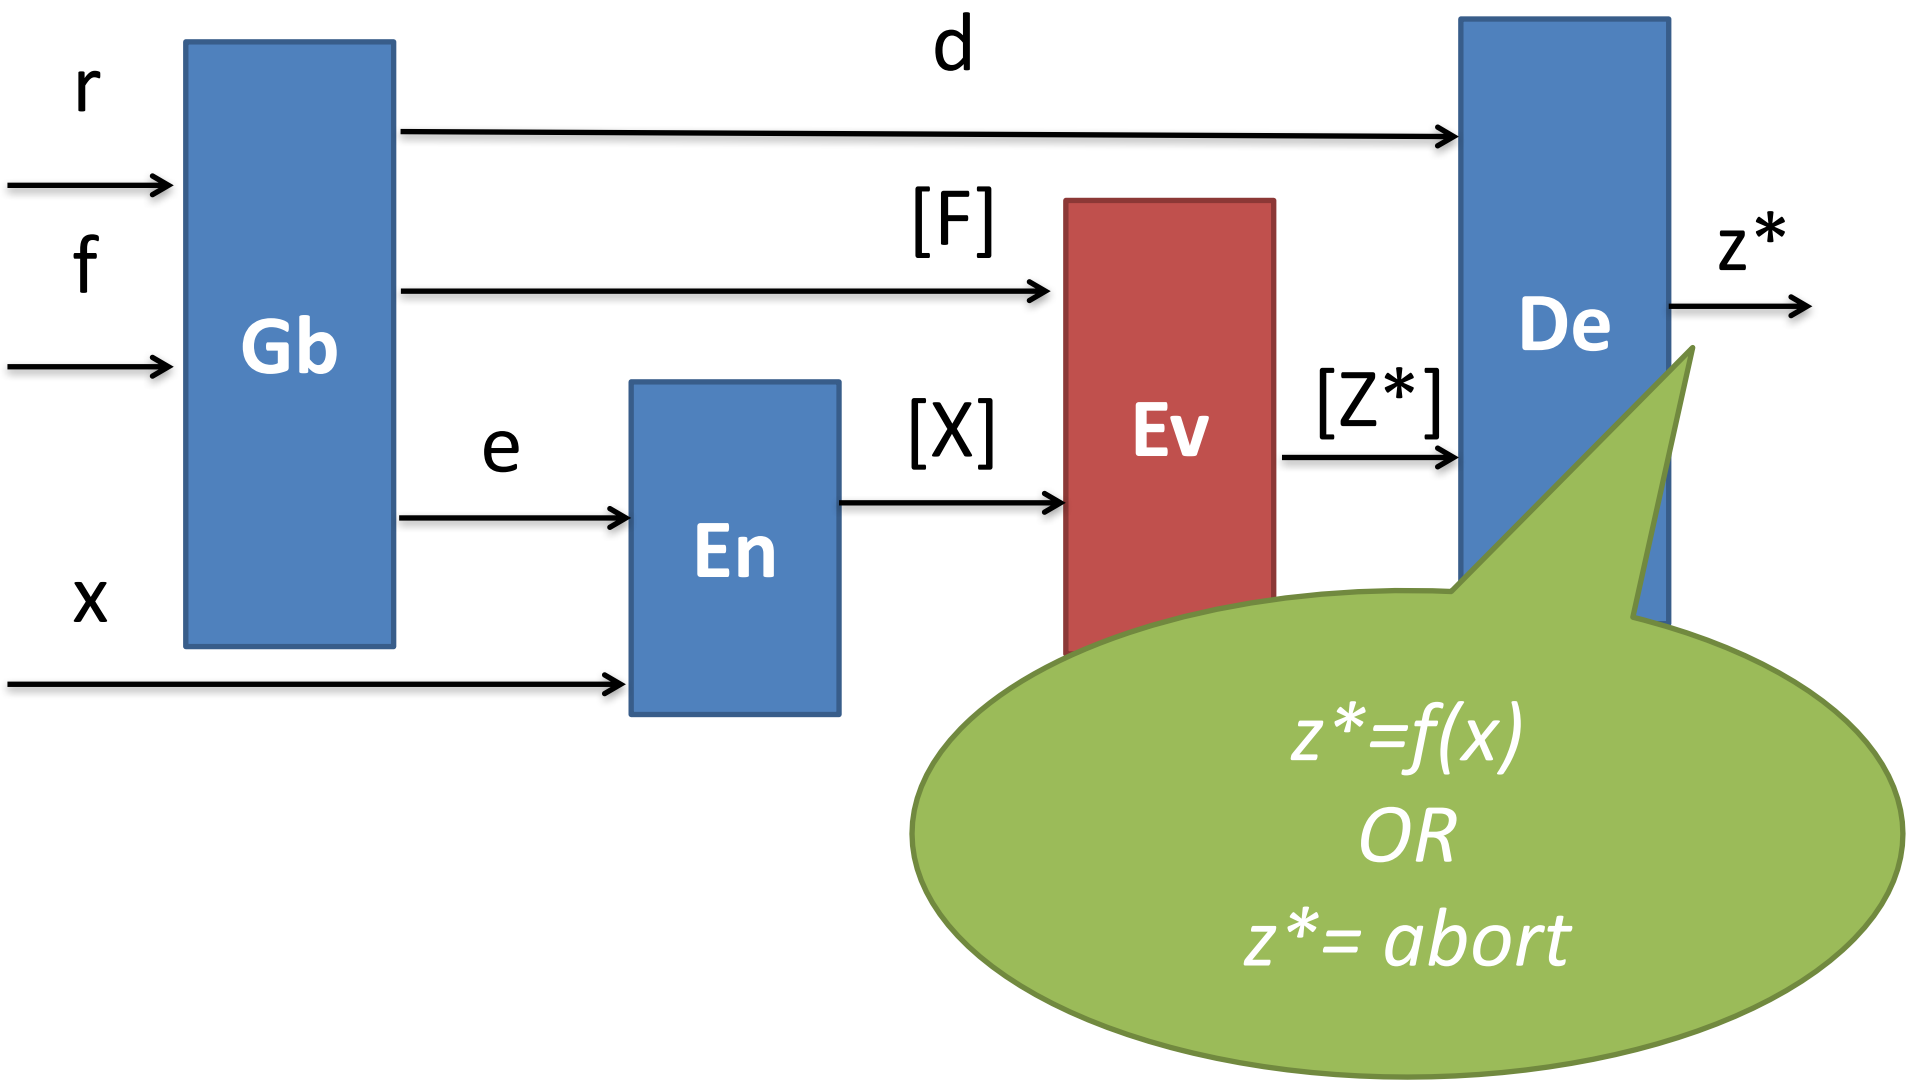 r
d
f
[F]
z*
Gb
De
e
[X]
Ev
[Z*]
En
x
z*=f(x)
OR
z*= abort